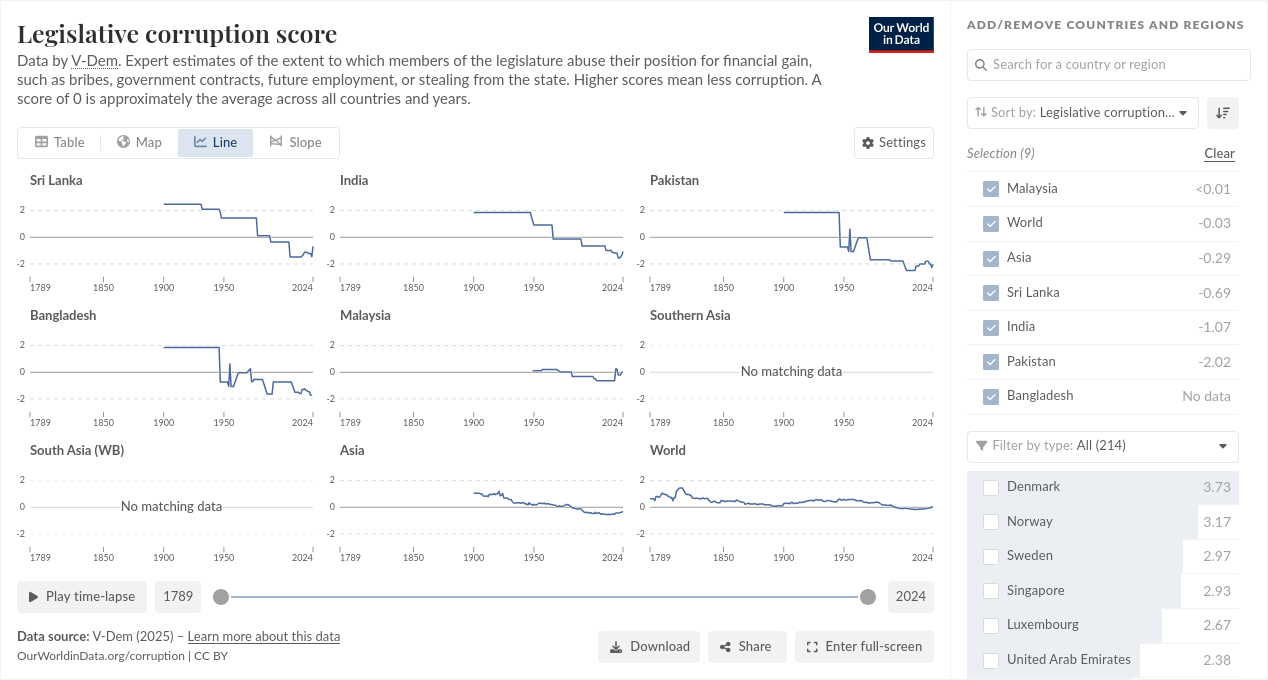 Legislative corruption score
Our World
in Data
Data by V-Dem. Expert estimates of the extent to which members of the legislature abuse their position for financial gain,
such as bribes, government contracts, future employment, or stealing from the state. Higher scores mean less corruption. A
score of 0 is approximately the average across all countries and years.
Table
Map
Line
Slope
Settings
Sri Lanka
2
0
-2
1789 1850 1900 1950 2024
India
2
0
-2
1789 1850 1900 1950 2024
Pakistan
2
0
-2
1789 1850 1900 1950 2024
Bangladesh
2
0
-2
1789 1850 1900 1950 2024
Malaysia
2
0
-2
1789 1850 1900 1950 2024
Southern Asia
2
0
-2
No matching data
1789 1850 1900 1950 2024
South Asia (WB)
2
0
-2
No matching data
1789 1850 1900 1950 2024
Asia
2
0
-2
1789 1850 1900 1950 2024
World
2
0
-2
1789 1850 1900 1950 2024
Play time-lapse
1789
2024
Data source: V-Dem (2025) – Learn more about this data
OurWorldinData.org/corruption | CC BY
Download
Share
Enter full-screen
ADD/REMOVE COUNTRIES AND REGIONS
Search for a country or region
Sort by: Legislative corruption...
Selection (9)
Clear
Malaysia <0.01
World -0.03
Asia -0.29
Sri Lanka -0.69
India -1.07
Pakistan -2.02
Bangladesh No data
Filter by type: All (214)
Denmark 3.73
Norway 3.17
Sweden 2.97
Singapore 2.93
Luxembourg 2.67
United Arab Emirates 2.38